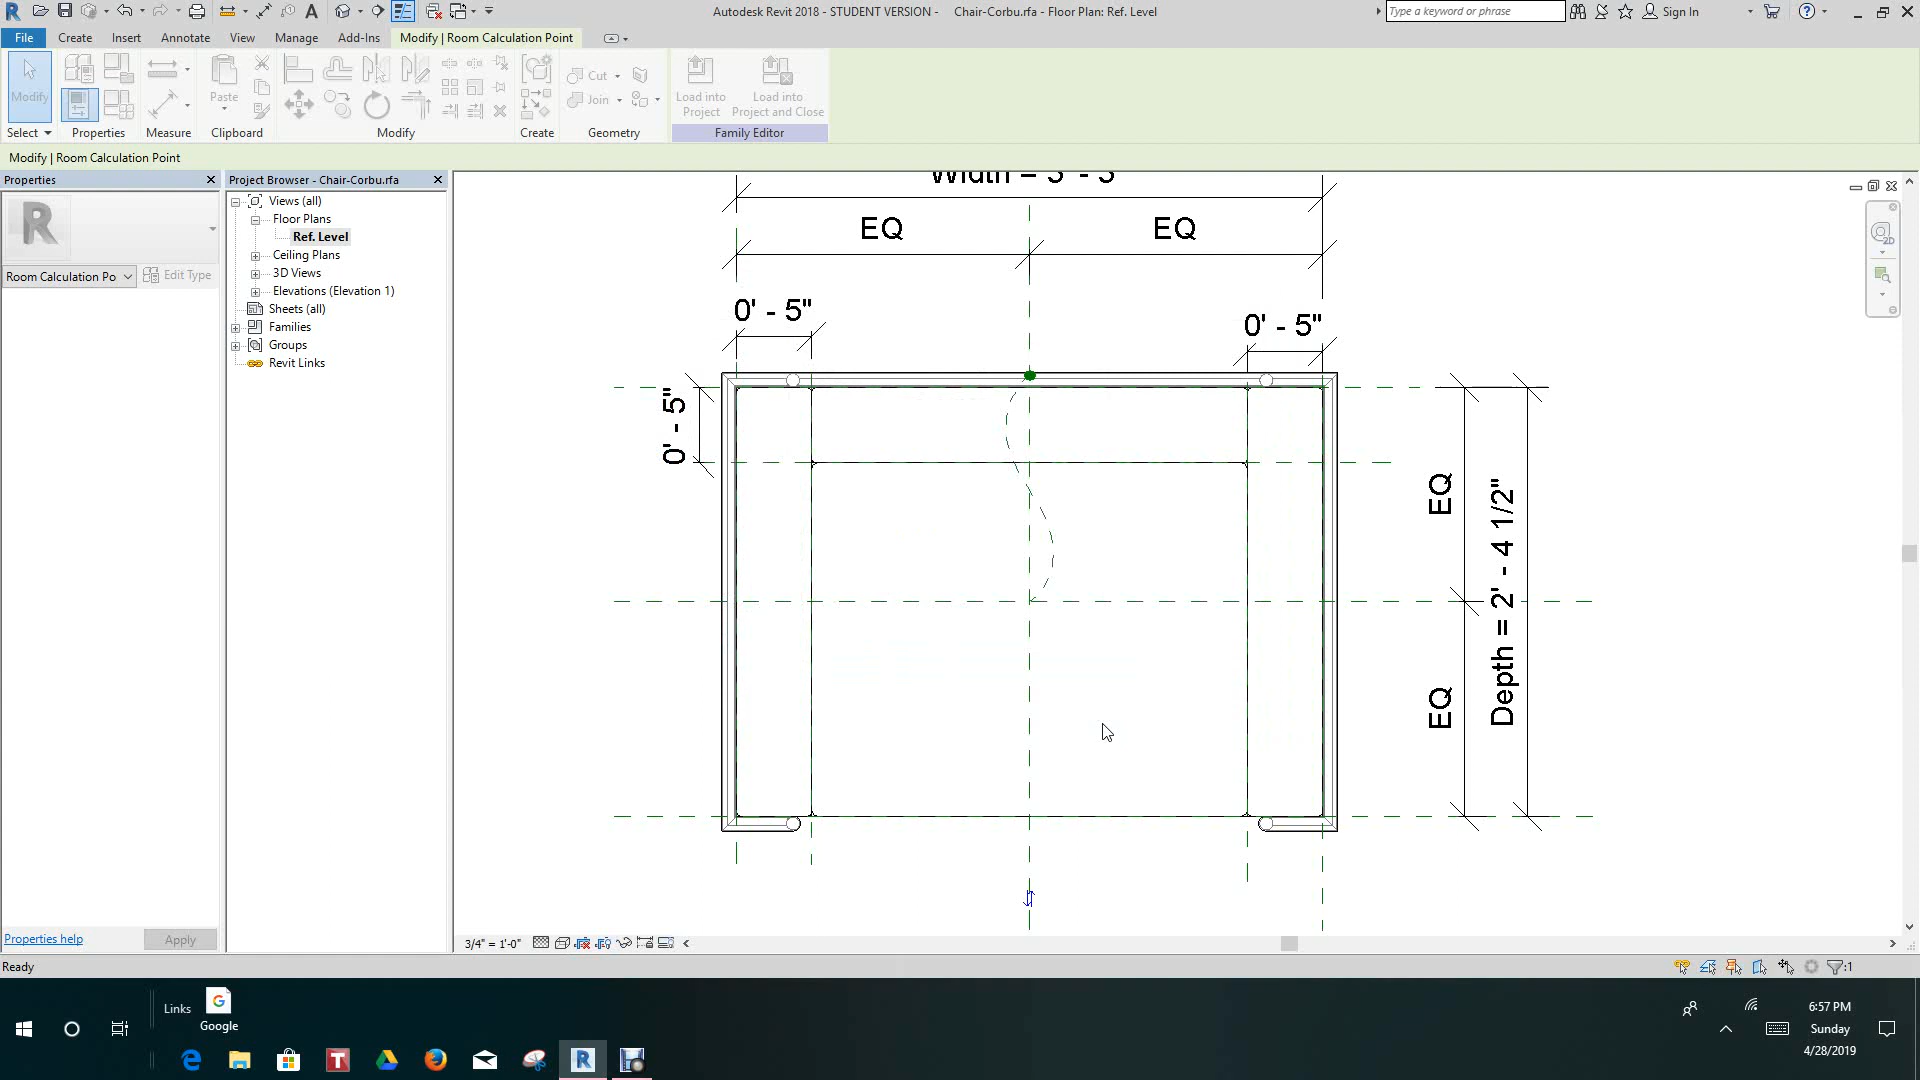 Autodesk Revit 2018 - STUDENT VERSION - Chair-Corbu.rfa - Floor Plan: Ref. Level
Type a keyword or phrase
Sign In
File Create Insert Annotate View Manage Add-Ins Modify | Room Calculation Point
Modify
Paste
Cut
Join
Load into Project
Load into Project and Close
Select Properties Measure Clipboard Modify Create Geometry Family Editor
Modify | Room Calculation Point
Properties
Project Browser - Chair-Corbu.rfa
Room Calculation Po
Edit Type
Views (all)
Floor Plans
Ref. Level
Ceiling Plans
3D Views
Elevations (Elevation 1)
Sheets (all)
Families
Groups
Revit Links
EQ EQ
0' - 5"
0' - 5"
0' - 5"
EQ
EQ
Depth = 2' - 4 1/2"
Properties help
Apply
3/4" = 1'-0"
Ready
:1
Links
Google
6:57 PM
Sunday
4/28/2019